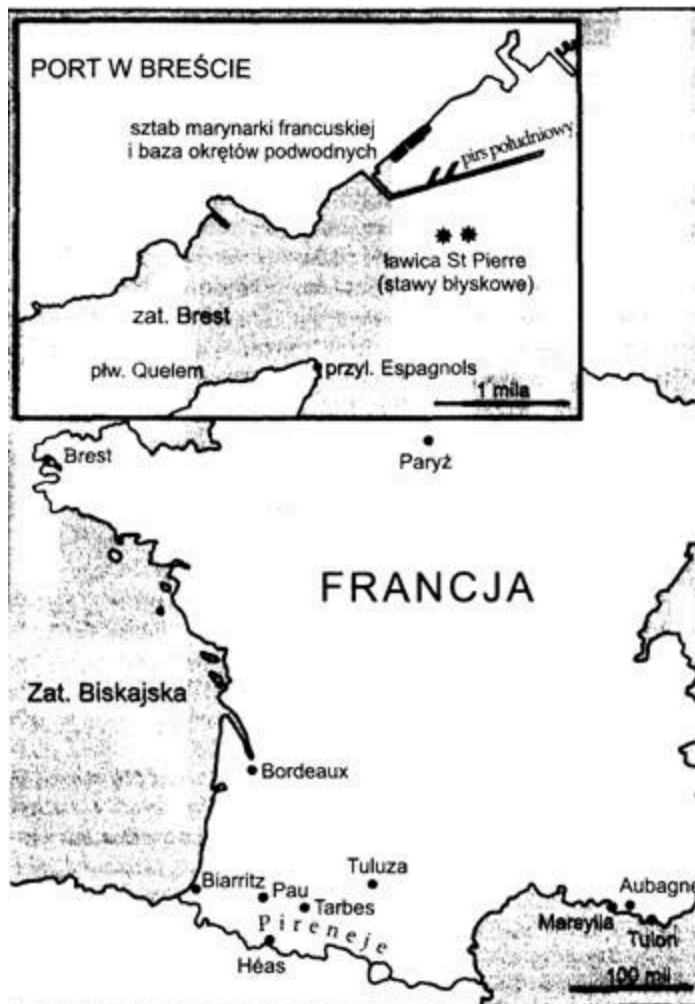 PORT W BREŚCIE
sztab marynarki francuskiej
i baza okrętów podwodnych
pirs południowy
ławica St Pierre
(stawy błyskowe)
zat. Brest
płw. Quelem
przyl. Espagnols
1 mila
Brest
Paryż
FRANCJA
Zat. Biskajska
Bordeaux
Biarritz
Pau
Tuluza
Tarbes
Pireneje
Héas
Aubagne
Marsylia
Tulon
100 mil